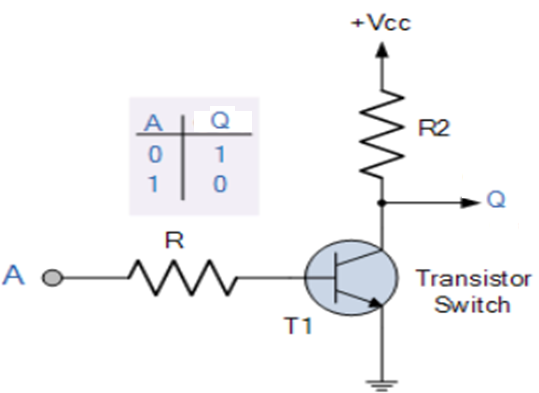 +Vcc
A Q
0 1
1 0
R2
Q
R
A
T1
Transistor
Switch